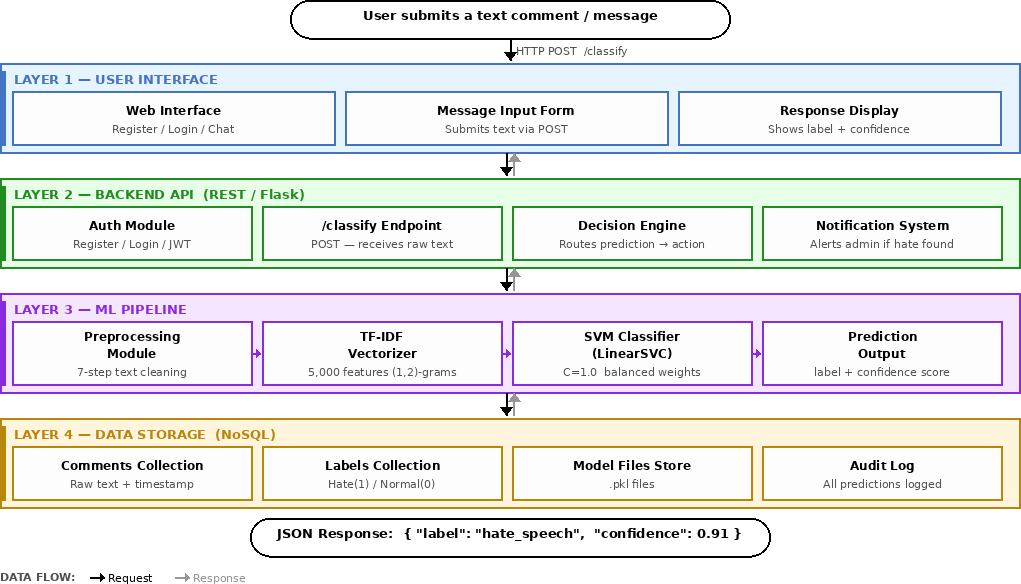 User submits a text comment / message
HTTP POST  /classify
LAYER 1 — USER INTERFACE
Web Interface
Register / Login / Chat
Message Input Form
Submits text via POST
Response Display
Shows label + confidence
LAYER 2 — BACKEND API  (REST / Flask)
Auth Module
Register / Login / JWT
/classify Endpoint
POST — receives raw text
Decision Engine
Routes prediction → action
Notification System
Alerts admin if hate found
LAYER 3 — ML PIPELINE
Preprocessing
Module
7-step text cleaning
TF-IDF
Vectorizer
5,000 features (1,2)-grams
SVM Classifier
(LinearSVC)
C=1.0  balanced weights
Prediction
Output
label + confidence score
LAYER 4 — DATA STORAGE  (NoSQL)
Comments Collection
Raw text + timestamp
Labels Collection
Hate(1) / Normal(0)
Model Files Store
.pkl files
Audit Log
All predictions logged
JSON Response:  { "label": "hate_speech",  "confidence": 0.91 }
DATA FLOW:
Request
Response